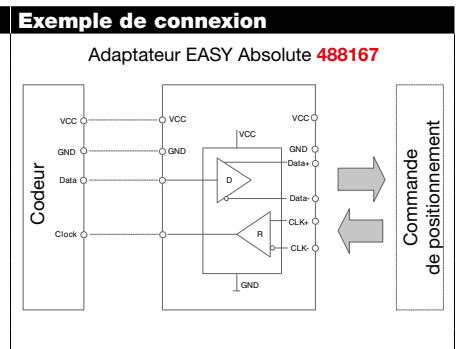 Exemple de connexion
Adaptateur EASY Absolute 488167
Codeur
VCC
GND
Data
Clock
VCC
GND
VCC
D
R
GND
VCC
GND
Data+
Data-
CLK+
CLK-
Commande
de positionnement